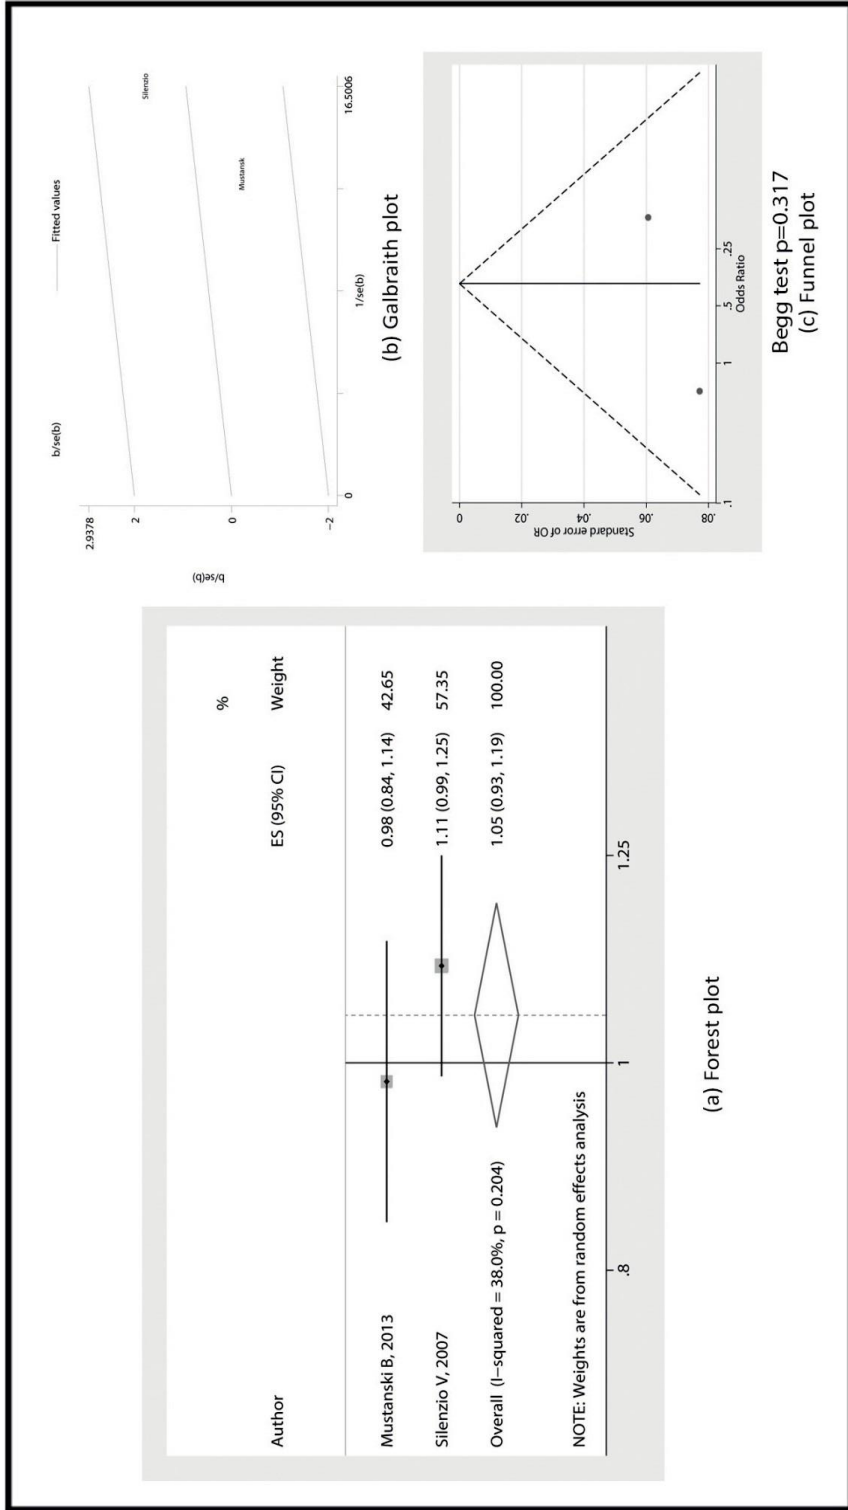 % 
Author ES (95% CI) Weight
Mustanski B, 2013 0.98 (0.84, 1.14) 42.65
Silenzio V, 2007 1.11 (0.99, 1.25) 57.35
Overall (I−squared = 38.0%, p = 0.204) 1.05 (0.93, 1.19) 100.00
NOTE: Weights are from random effects analysis
.8 1 1.25
(a) Forest plot
b/se(b) Fitted values
b/se(b)
2.9378
2
0
−2
Silenzio
Mustansk
0 16.5006
1/se(b)
(b) Galbraith plot
Standard error of OR
0
.02
.04
.06
.08
.1 1 .5 .25
Odds Ratio
Begg test p=0.317
(c) Funnel plot